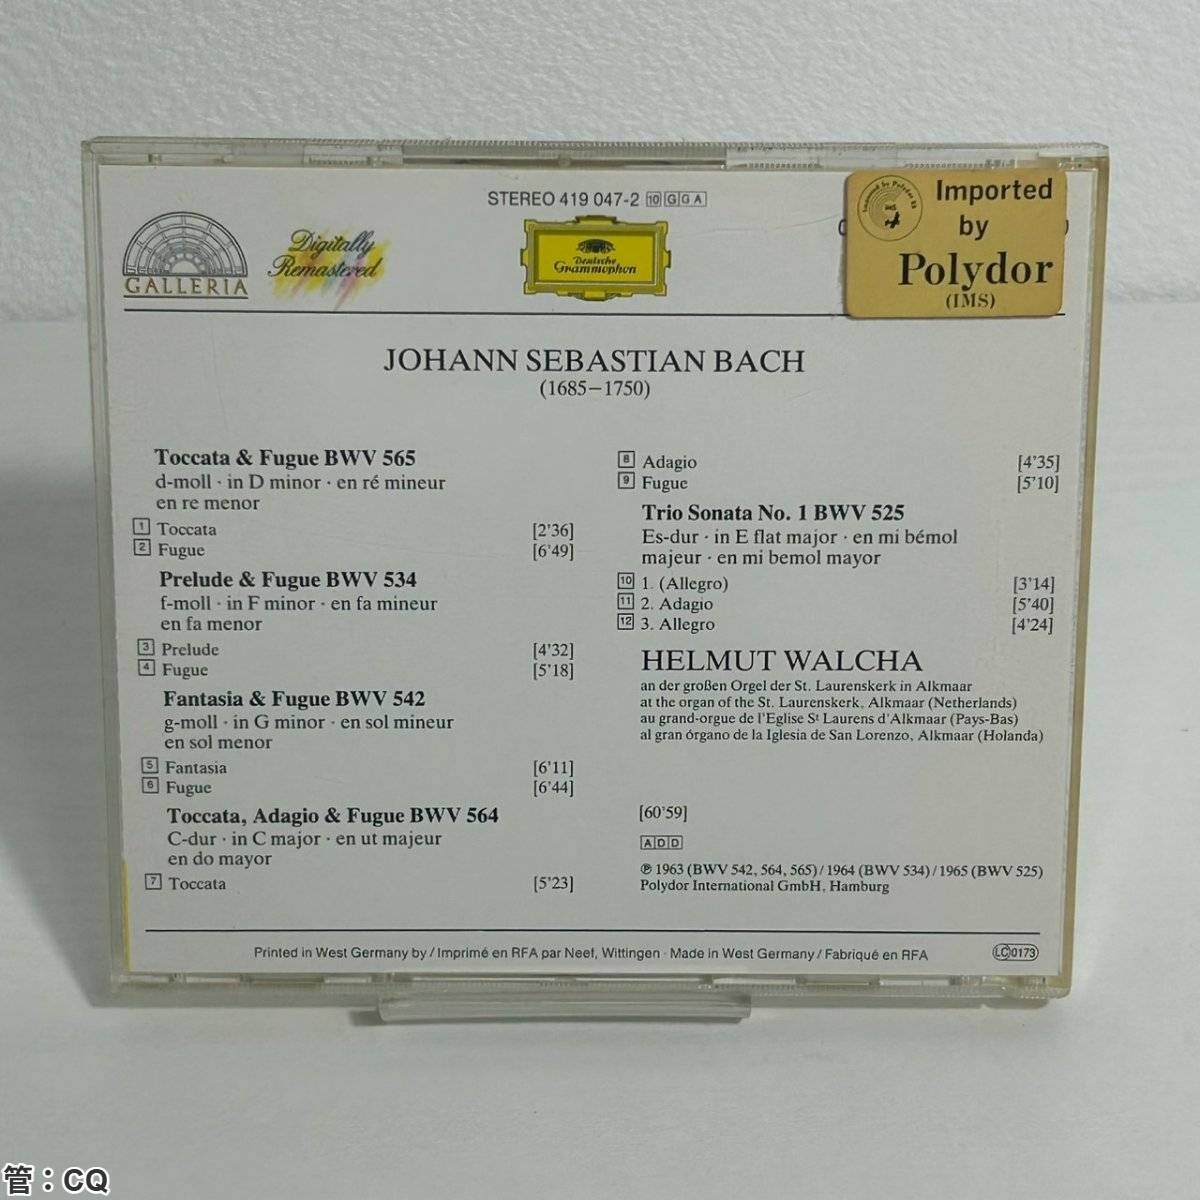 STEREO 419 047-2 10 G G A
GALLERIA
Digitally
Remastered
Deutsche
Grammophon
Imported by Polydor KK
IMS
Imported
by
Polydor
(IMS)
JOHANN SEBASTIAN BACH
(1685–1750)
Toccata & Fugue BWV 565
d-moll · in D minor · en ré mineur
en re menor
1 Toccata [2'36]
2 Fugue [6'49]
Prelude & Fugue BWV 534
f-moll · in F minor · en fa mineur
en fa menor
3 Prelude [4'32]
4 Fugue [5'18]
Fantasia & Fugue BWV 542
g-moll · in G minor · en sol mineur
en sol menor
5 Fantasia [6'11]
6 Fugue [6'44]
Toccata, Adagio & Fugue BWV 564
C-dur · in C major · en ut majeur
en do mayor
7 Toccata [5'23]
8 Adagio [4'35]
9 Fugue [5'10]
Trio Sonata No. 1 BWV 525
Es-dur · in E flat major · en mi bémol
majeur · en mi bemol mayor
10 1. (Allegro) [3'14]
11 2. Adagio [5'40]
12 3. Allegro [4'24]
HELMUT WALCHA
an der großen Orgel der St. Laurenskerk in Alkmaar
at the organ of the St. Laurenskerk, Alkmaar (Netherlands)
au grand-orgue de l'Eglise St Laurens d'Alkmaar (Pays-Bas)
al gran órgano de la Iglesia de San Lorenzo, Alkmaar (Holanda)
[60'59]
A D D
℗ 1963 (BWV 542, 564, 565) / 1964 (BWV 534) / 1965 (BWV 525)
Polydor International GmbH, Hamburg
Printed in West Germany by / Imprimé en RFA par Neef, Wittingen · Made in West Germany / Fabriqué en RFA
LC 0173
管：CQ